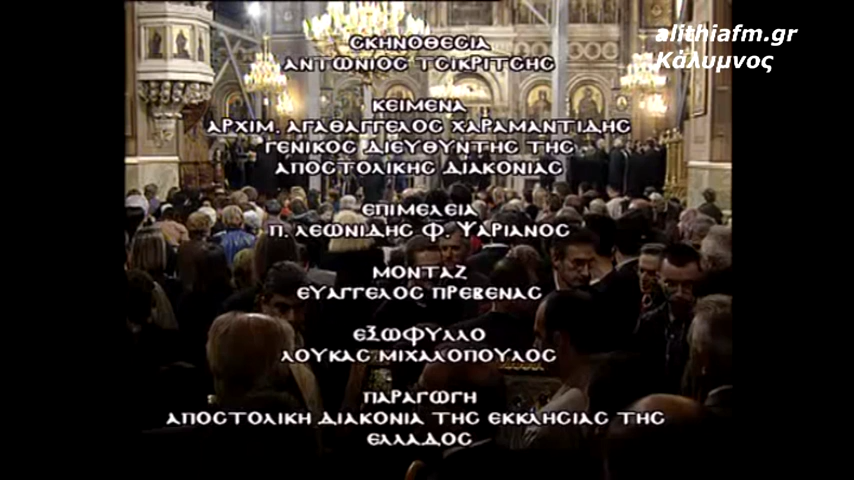 alithiafm.gr
Κάλυμνος
ΣΚΗΝΟΘΕΣΙΑ
ΑΝΤΩΝΙΟΣ ΤΣΙΚΡΙΤΣΗΣ
ΚΕΙΜΕΝΑ
ΑΡΧΙΜ. ΑΓΑΘΑΓΓΕΛΟΣ ΧΑΡΑΜΑΝΤΙΔΗΣ
ΓΕΝΙΚΟΣ ΔΙΕΥΘΥΝΤΗΣ ΤΗΣ
ΑΠΟΣΤΟΛΙΚΗΣ ΔΙΑΚΟΝΙΑΣ
ΕΠΙΜΕΛΕΙΑ
Π. ΛΕΩΝΙΔΗΣ Φ. ΨΑΡΙΑΝΟΣ
ΜΟΝΤΑΖ
ΕΥΑΓΓΕΛΟΣ ΠΡΕΒΕΝΑΣ
ΕΞΩΦΥΛΛΟ
ΛΟΥΚΑΣ ΜΙΧΑΛΟΠΟΥΛΟΣ
ΠΑΡΑΓΩΓΗ
ΑΠΟΣΤΟΛΙΚΗ ΔΙΑΚΟΝΙΑ ΤΗΣ ΕΚΚΛΗΣΙΑΣ ΤΗΣ
ΕΛΛΑΔΟΣ